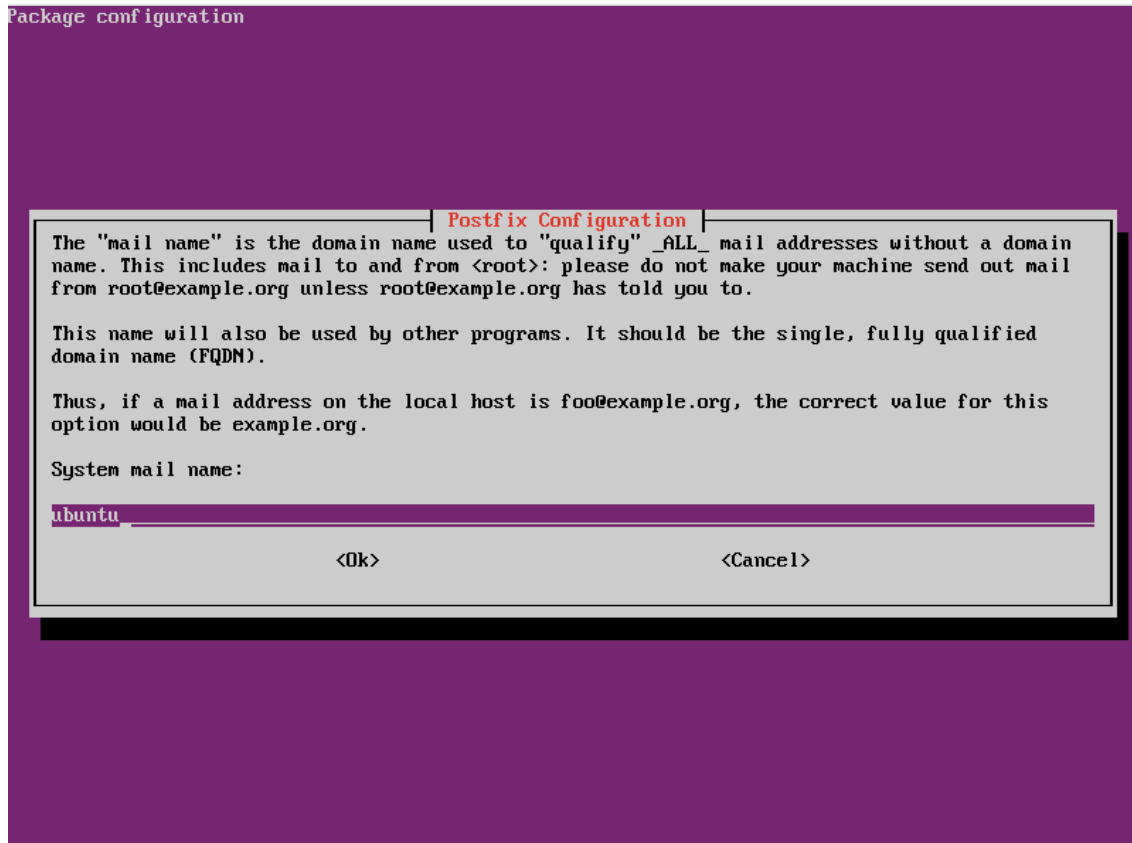 Package configuration
Postfix Configuration
The "mail name" is the domain name used to "qualify" _ALL_ mail addresses without a domain
name. This includes mail to and from <root>: please do not make your machine send out mail
from root@example.org unless root@example.org has told you to.
This name will also be used by other programs. It should be the single, fully qualified
domain name (FQDN).
Thus, if a mail address on the local host is foo@example.org, the correct value for this
option would be example.org.
System mail name:
ubuntu
<Ok> <Cancel>